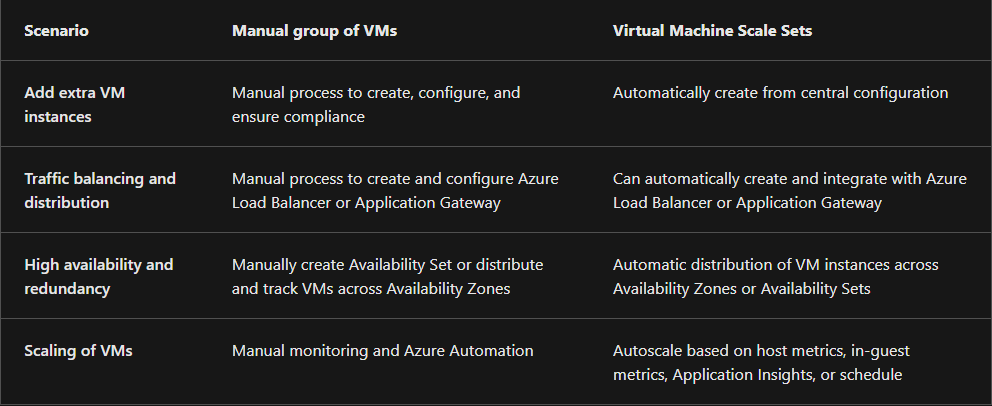 Scenario
Manual group of VMs
Virtual Machine Scale Sets
Add extra VM
instances
Manual process to create, configure, and
ensure compliance
Automatically create from central configuration
Traffic balancing and
distribution
Manual process to create and configure Azure
Load Balancer or Application Gateway
Can automatically create and integrate with Azure
Load Balancer or Application Gateway
High availability and
redundancy
Manually create Availability Set or distribute
and track VMs across Availability Zones
Automatic distribution of VM instances across
Availability Zones or Availability Sets
Scaling of VMs
Manual monitoring and Azure Automation
Autoscale based on host metrics, in-guest
metrics, Application Insights, or schedule